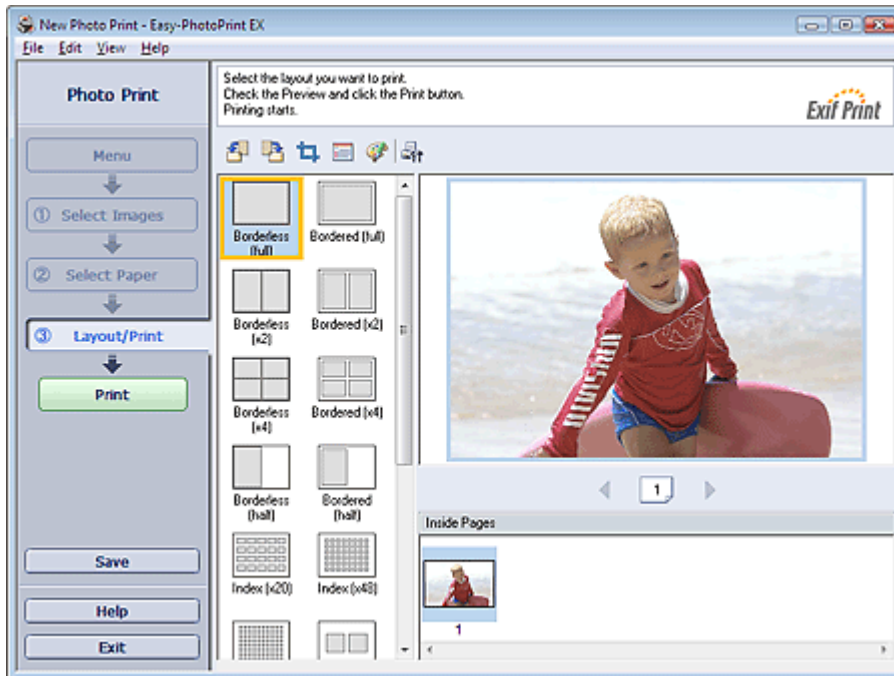 New Photo Print - Easy-PhotoPrint EX
File Edit View Help
Photo Print
Select the layout you want to print.
Check the Preview and click the Print button.
Printing starts.
Exif Print
Menu
① Select Images
② Select Paper
③ Layout/Print
Print
Save
Help
Exit
Borderless
(full)
Bordered (full)
Borderless
(x2)
Bordered (x2)
Borderless
(x4)
Bordered (x4)
Borderless
(half)
Bordered
(half)
Index (x20)
Index (x48)
1
Inside Pages
1